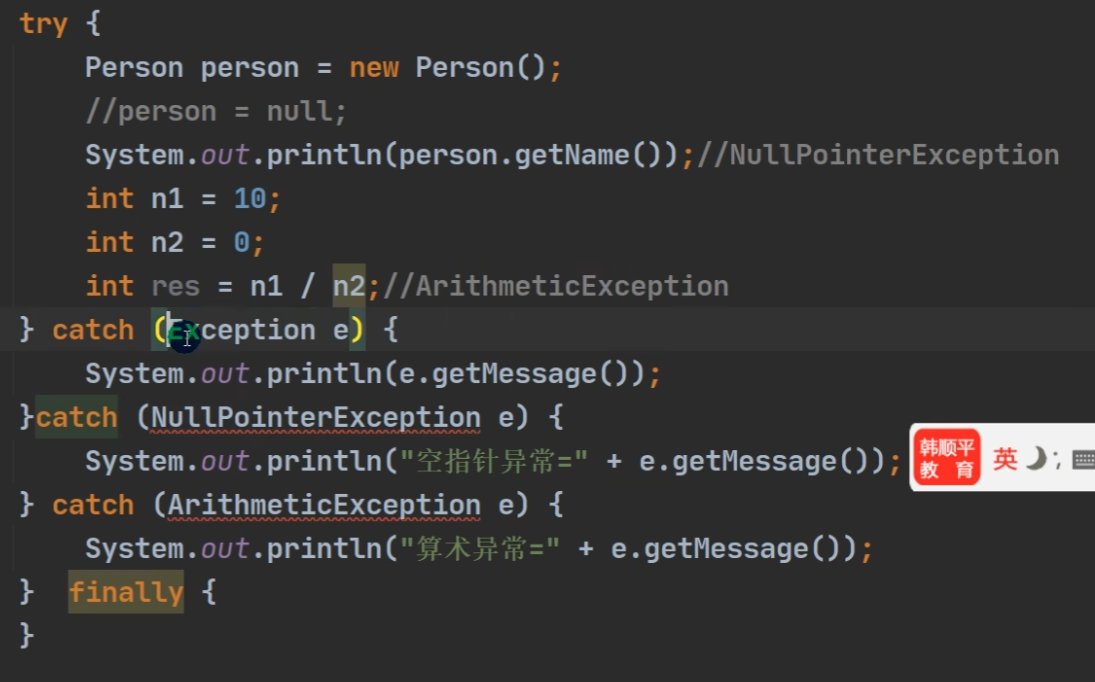 try {
    Person person = new Person();
    //person = null;
    System.out.println(person.getName());//NullPointerException
    int n1 = 10;
    int n2 = 0;
    int res = n1 / n2;//ArithmeticException
} catch (Exception e) {
    System.out.println(e.getMessage());
}catch (NullPointerException e) {
    System.out.println("空指针异常=" + e.getMessage());
} catch (ArithmeticException e) {
    System.out.println("算术异常=" + e.getMessage());
}  finally {
}
韩顺平
教 育
英